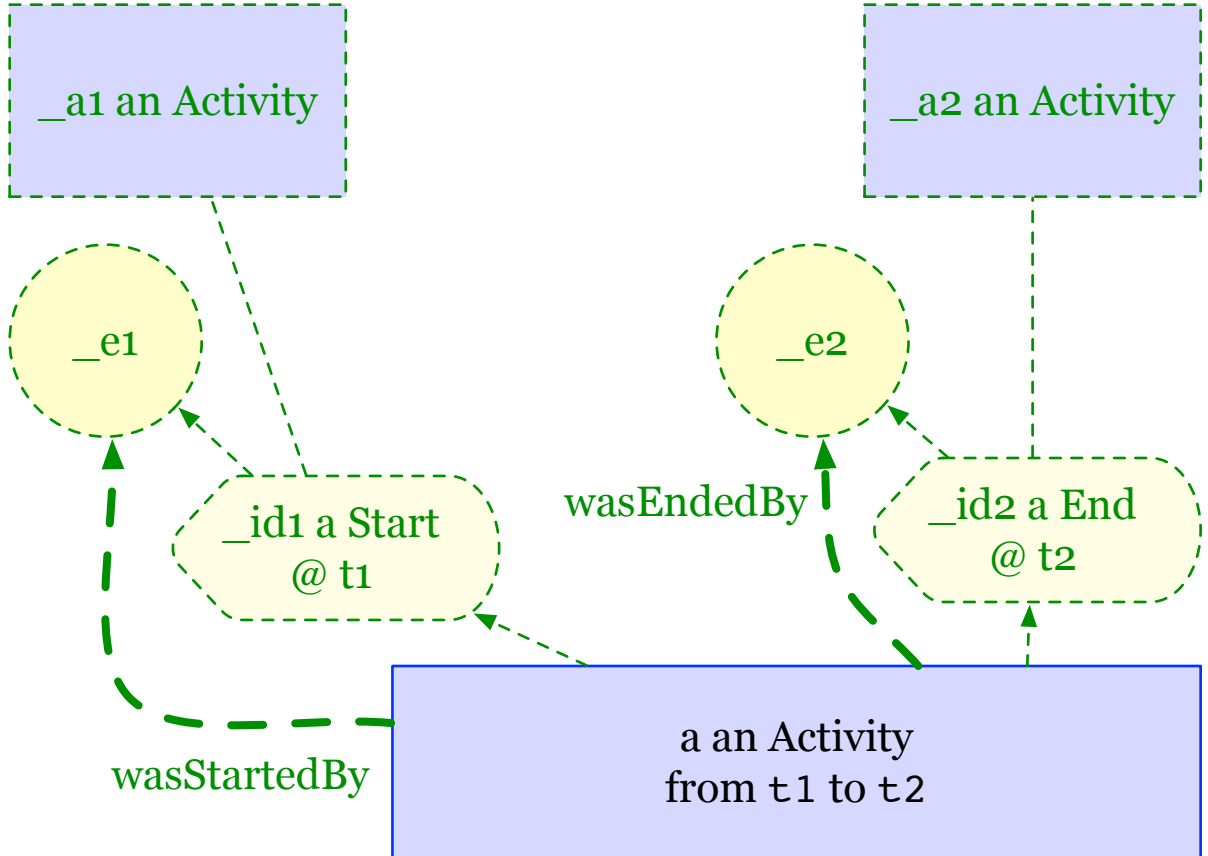 _a1 an Activity
_a2 an Activity
_e1
_e2
wasEndedBy
_id1 a Start
@ t1
_id2 a End
@ t2
wasStartedBy
a an Activity
from t1 to t2